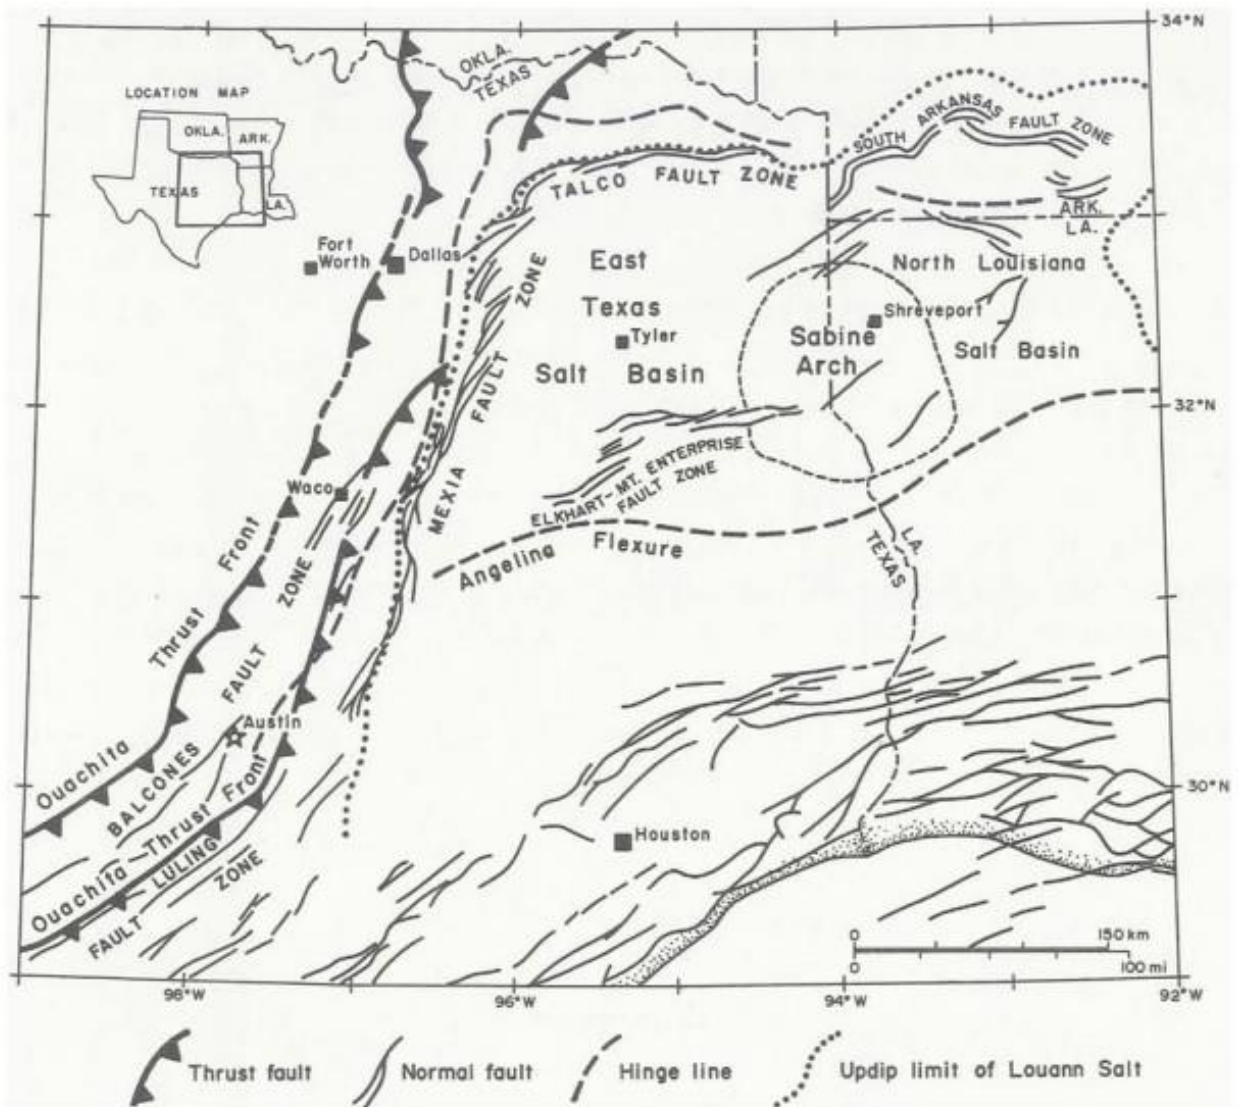 34°N
OKLA.
TEXAS
LOCATION MAP
OKLA.
ARK.
TEXAS
LA.
SOUTH ARKANSAS FAULT ZONE
TALCO FAULT ZONE
ARK.
LA.
Fort
Worth
Dallas
East
Texas
Salt Basin
Tyler
North Louisiana
Shreveport
Salt Basin
Sabine
Arch
MEXIA FAULT ZONE
32°N
ELKHART-MT. ENTERPRISE
FAULT ZONE
Waco
Angelina Flexure
LA.
TEXAS
Ouachita Thrust Front
BALCONES FAULT ZONE
Austin
Ouachita Thrust Front
LULING
FAULT ZONE
30°N
Houston
0 150 km
0 100 mi
98°W
96°W
94°W
92°W
Thrust fault
Normal fault
Hinge line
Updip limit of Louann Salt